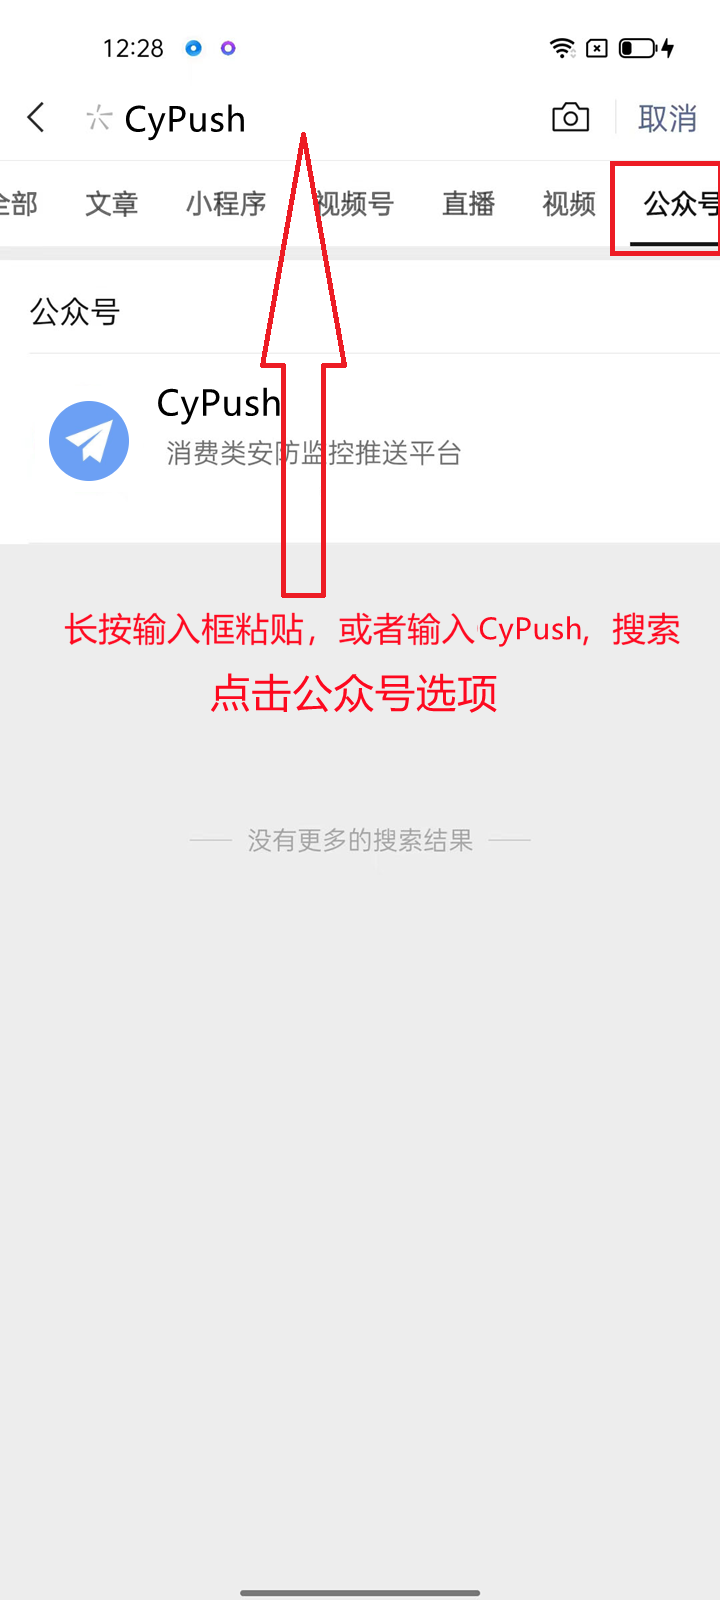 12:28
CyPush
取消
全部 文章 小程序 视频号 直播 视频 公众号
公众号
CyPush
消费类安防监控推送平台
长按输入框粘贴，或者输入CyPush，搜索
点击公众号选项
没有更多的搜索结果